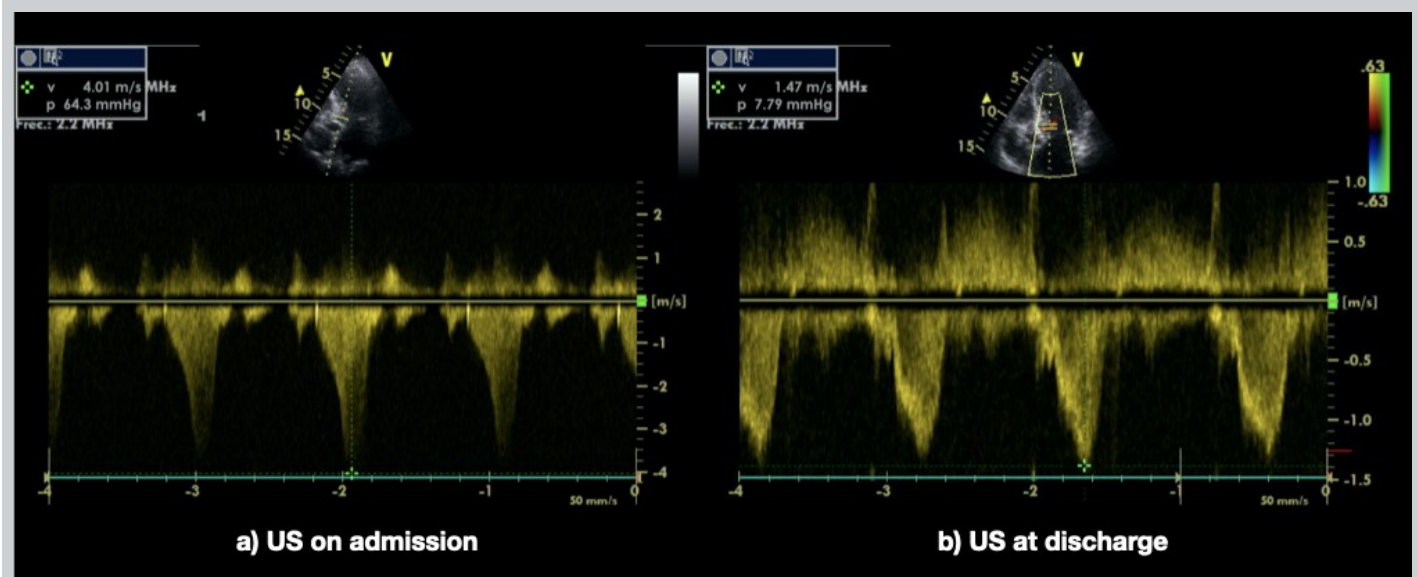 v 4.01 m/s MHz
p 64.3 mmHg
Frec.: 2.2 MHz
V
5
10
15
2
1
[m/s]
-1
-2
-3
-4
-4
-3
-2
-1
0
50 mm/s
a) US on admission
v 1.47 m/s MHz
p 7.79 mmHg
Frec.: 2.2 MHz
V
5
10
15
.63
-.63
1.0
0.5
[m/s]
-0.5
-1.0
-1.5
-4
-3
-2
-1
0
50 mm/s
b) US at discharge